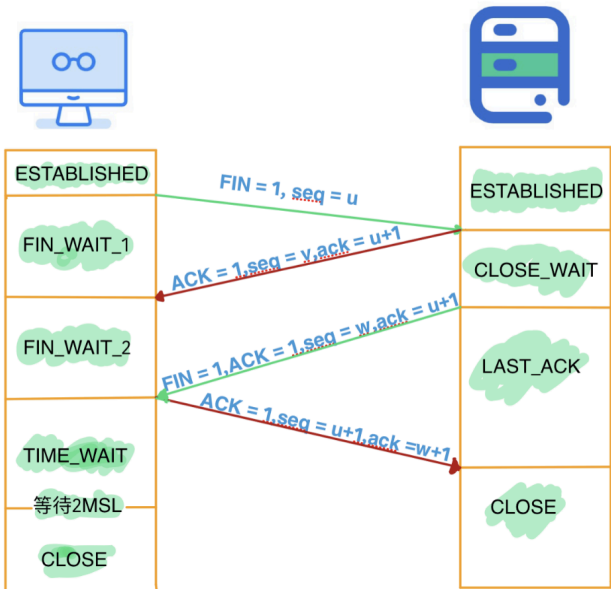 ESTABLISHED
FIN = 1, seq = u
ESTABLISHED
FIN_WAIT_1
ACK = 1,seq = v,ack = u+1
CLOSE_WAIT
FIN_WAIT_2
FIN = 1,ACK = 1,seq = w,ack = u+1
LAST_ACK
ACK = 1,seq = u+1,ack =w+1
TIME_WAIT
等待2MSL
CLOSE
CLOSE